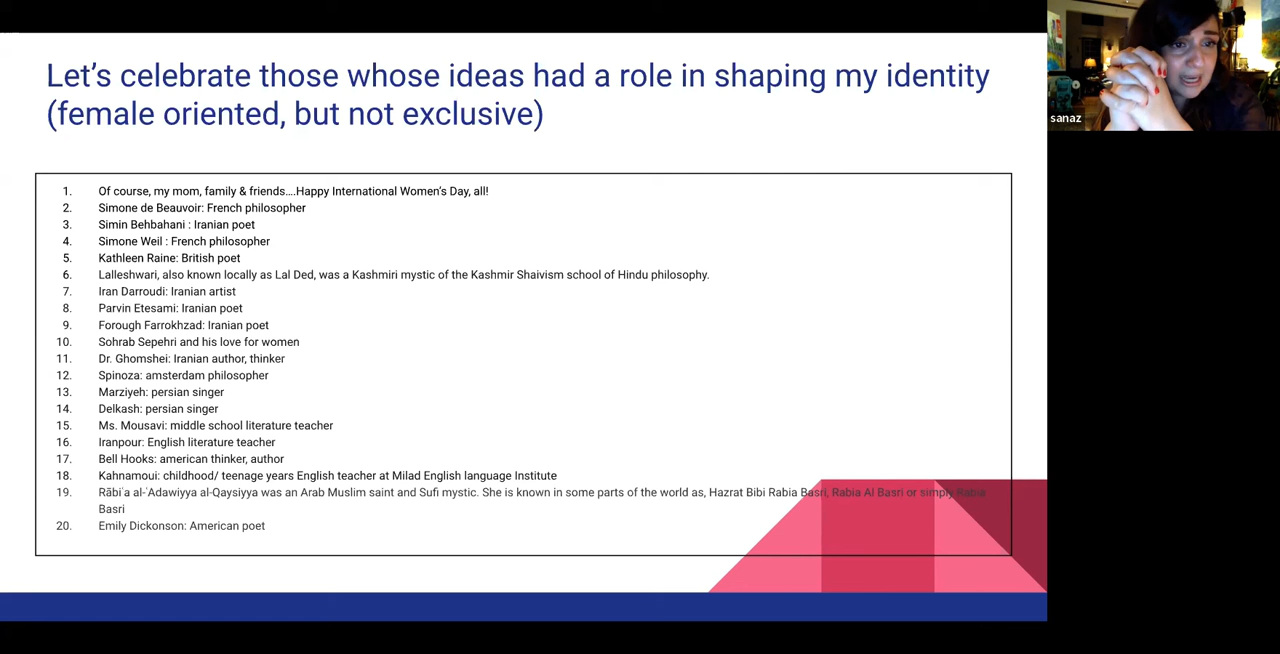 Let's celebrate those whose ideas had a role in shaping my identity
(female oriented, but not exclusive)
sanaz
1. Of course, my mom, family & friends....Happy International Women's Day, all!
2. Simone de Beauvoir: French philosopher
3. Simin Behbahani : Iranian poet
4. Simone Weil : French philosopher
5. Kathleen Raine: British poet
6. Lalleshwari, also known locally as Lal Ded, was a Kashmiri mystic of the Kashmir Shaivism school of Hindu philosophy.
7. Iran Darroudi: Iranian artist
8. Parvin Etesami: Iranian poet
9. Forough Farrokhzad: Iranian poet
10. Sohrab Sepehri and his love for women
11. Dr. Ghomshei: Iranian author, thinker
12. Spinoza: amsterdam philosopher
13. Marziyeh: persian singer
14. Delkash: persian singer
15. Ms. Mousavi: middle school literature teacher
16. Iranpour: English literature teacher
17. Bell Hooks: american thinker, author
18. Kahnamoui: childhood/ teenage years English teacher at Milad English language Institute
19. Rābiʿa al-ʿAdawiyya al-Qaysiyya was an Arab Muslim saint and Sufi mystic. She is known in some parts of the world as, Hazrat Bibi Rabia Basri, Rabia Al Basri or simply Rabia
Basri
20. Emily Dickonson: American poet